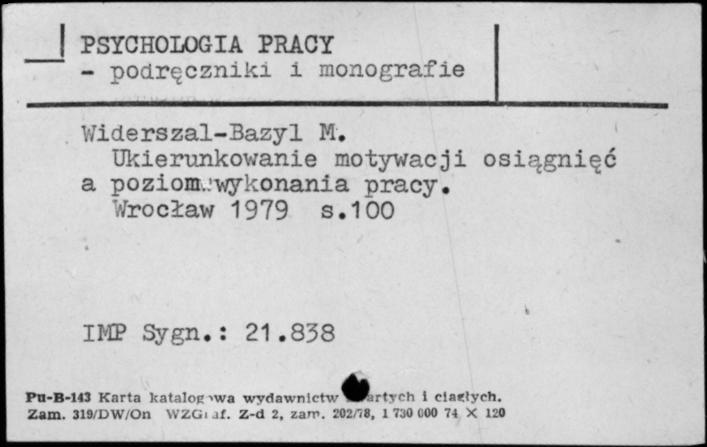 PSYCHOLOGIA PRACY
- podręczniki i monografie
Widerszal-Bazyl M.
Ukierunkowanie motywacji osiągnięć
a poziom wykonania pracy.
Wrocław 1979 s.100
IMP Sygn.: 21.838
Pu-B-143 Karta katalogowa wydawnictw i ciągłych.
Zam. 319/DW/On WZGraf. Z-d 2, zam. 202/78, 1 730 000 74 X 120